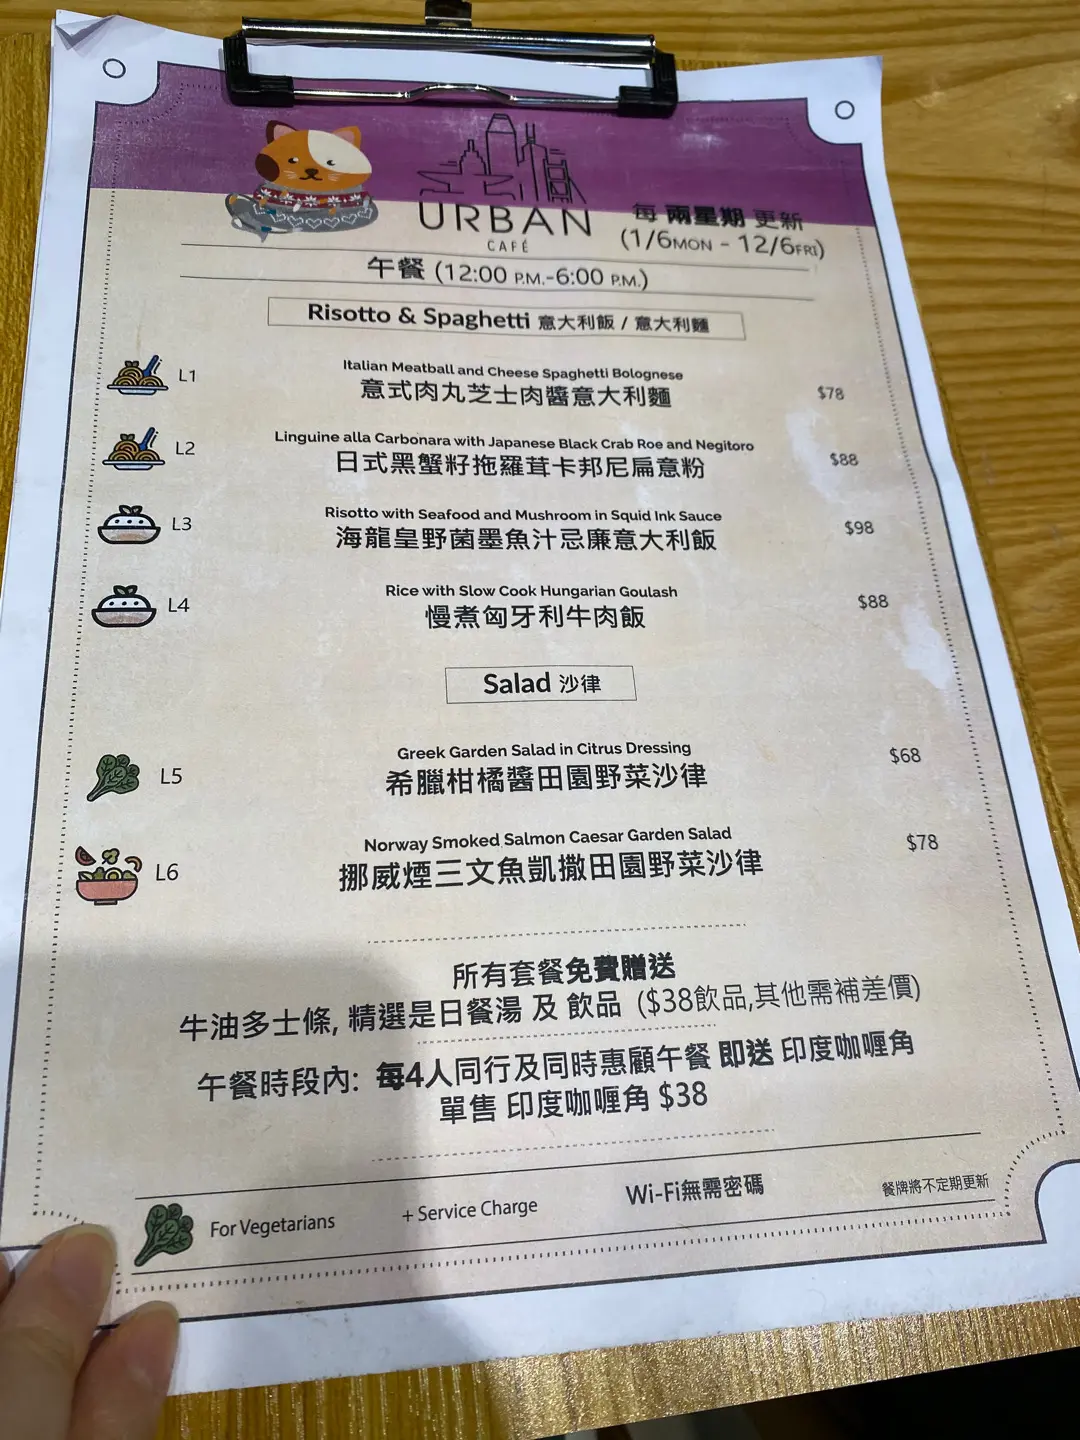 URBAN
CAFÉ
每 兩星期 更新
(1/6MON - 12/6FRI)
午餐 (12:00 P.M.-6:00 P.M.)
Risotto & Spaghetti 意大利飯 / 意大利麵
L1
Italian Meatball and Cheese Spaghetti Bolognese
意式肉丸芝士肉醬意大利麵
$78
L2
Linguine alla Carbonara with Japanese Black Crab Roe and Negitoro
日式黑蟹籽拖羅茸卡邦尼扁意粉
$88
L3
Risotto with Seafood and Mushroom in Squid Ink Sauce
海龍皇野菌墨魚汁忌廉意大利飯
$98
L4
Rice with Slow Cook Hungarian Goulash
慢煮匈牙利牛肉飯
$88
Salad 沙律
L5
Greek Garden Salad in Citrus Dressing
希臘柑橘醬田園野菜沙律
$68
L6
Norway Smoked Salmon Caesar Garden Salad
挪威煙三文魚凱撒田園野菜沙律
$78
所有套餐免費贈送
牛油多士條, 精選是日餐湯 及 飲品 ($38飲品,其他需補差價)
午餐時段內: 每4人同行及同時惠顧午餐 即送 印度咖喱角
單售 印度咖喱角 $38
For Vegetarians
+ Service Charge
Wi-Fi無需密碼
餐牌將不定期更新